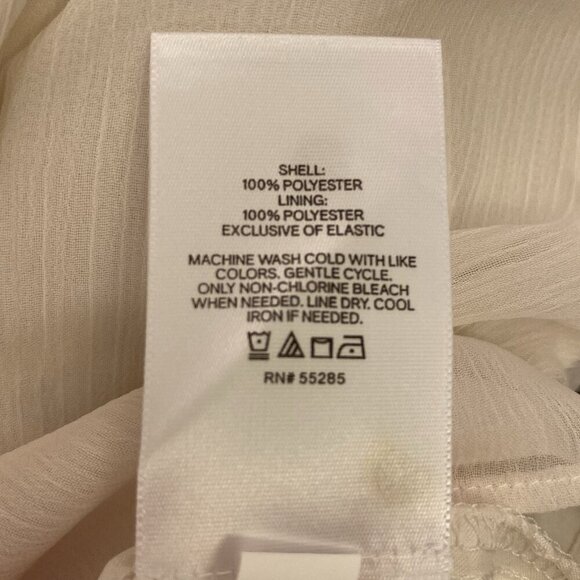 SHELL:
100% POLYESTER
LINING:
100% POLYESTER
EXCLUSIVE OF ELASTIC
MACHINE WASH COLD WITH LIKE
COLORS. GENTLE CYCLE.
ONLY NON-CHLORINE BLEACH
WHEN NEEDED. LINE DRY. COOL
IRON IF NEEDED.
RN# 55285